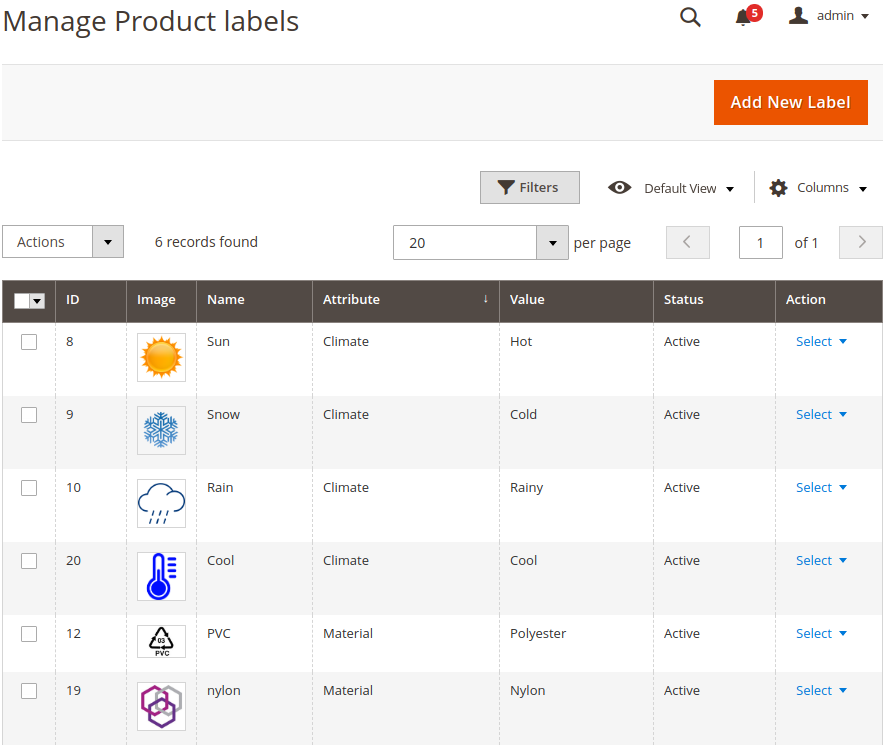 Manage Product labels
5
admin
Add New Label
Filters
Default View
Columns
Actions
6 records found
20
per page
1
of 1
ID Image Name Attribute ↓ Value Status Action
8 Sun Climate Hot Active Select
9 Snow Climate Cold Active Select
10 Rain Climate Rainy Active Select
20 Cool Climate Cool Active Select
12 PVC Material Polyester Active Select
03
PVC
19 nylon Material Nylon Active Select